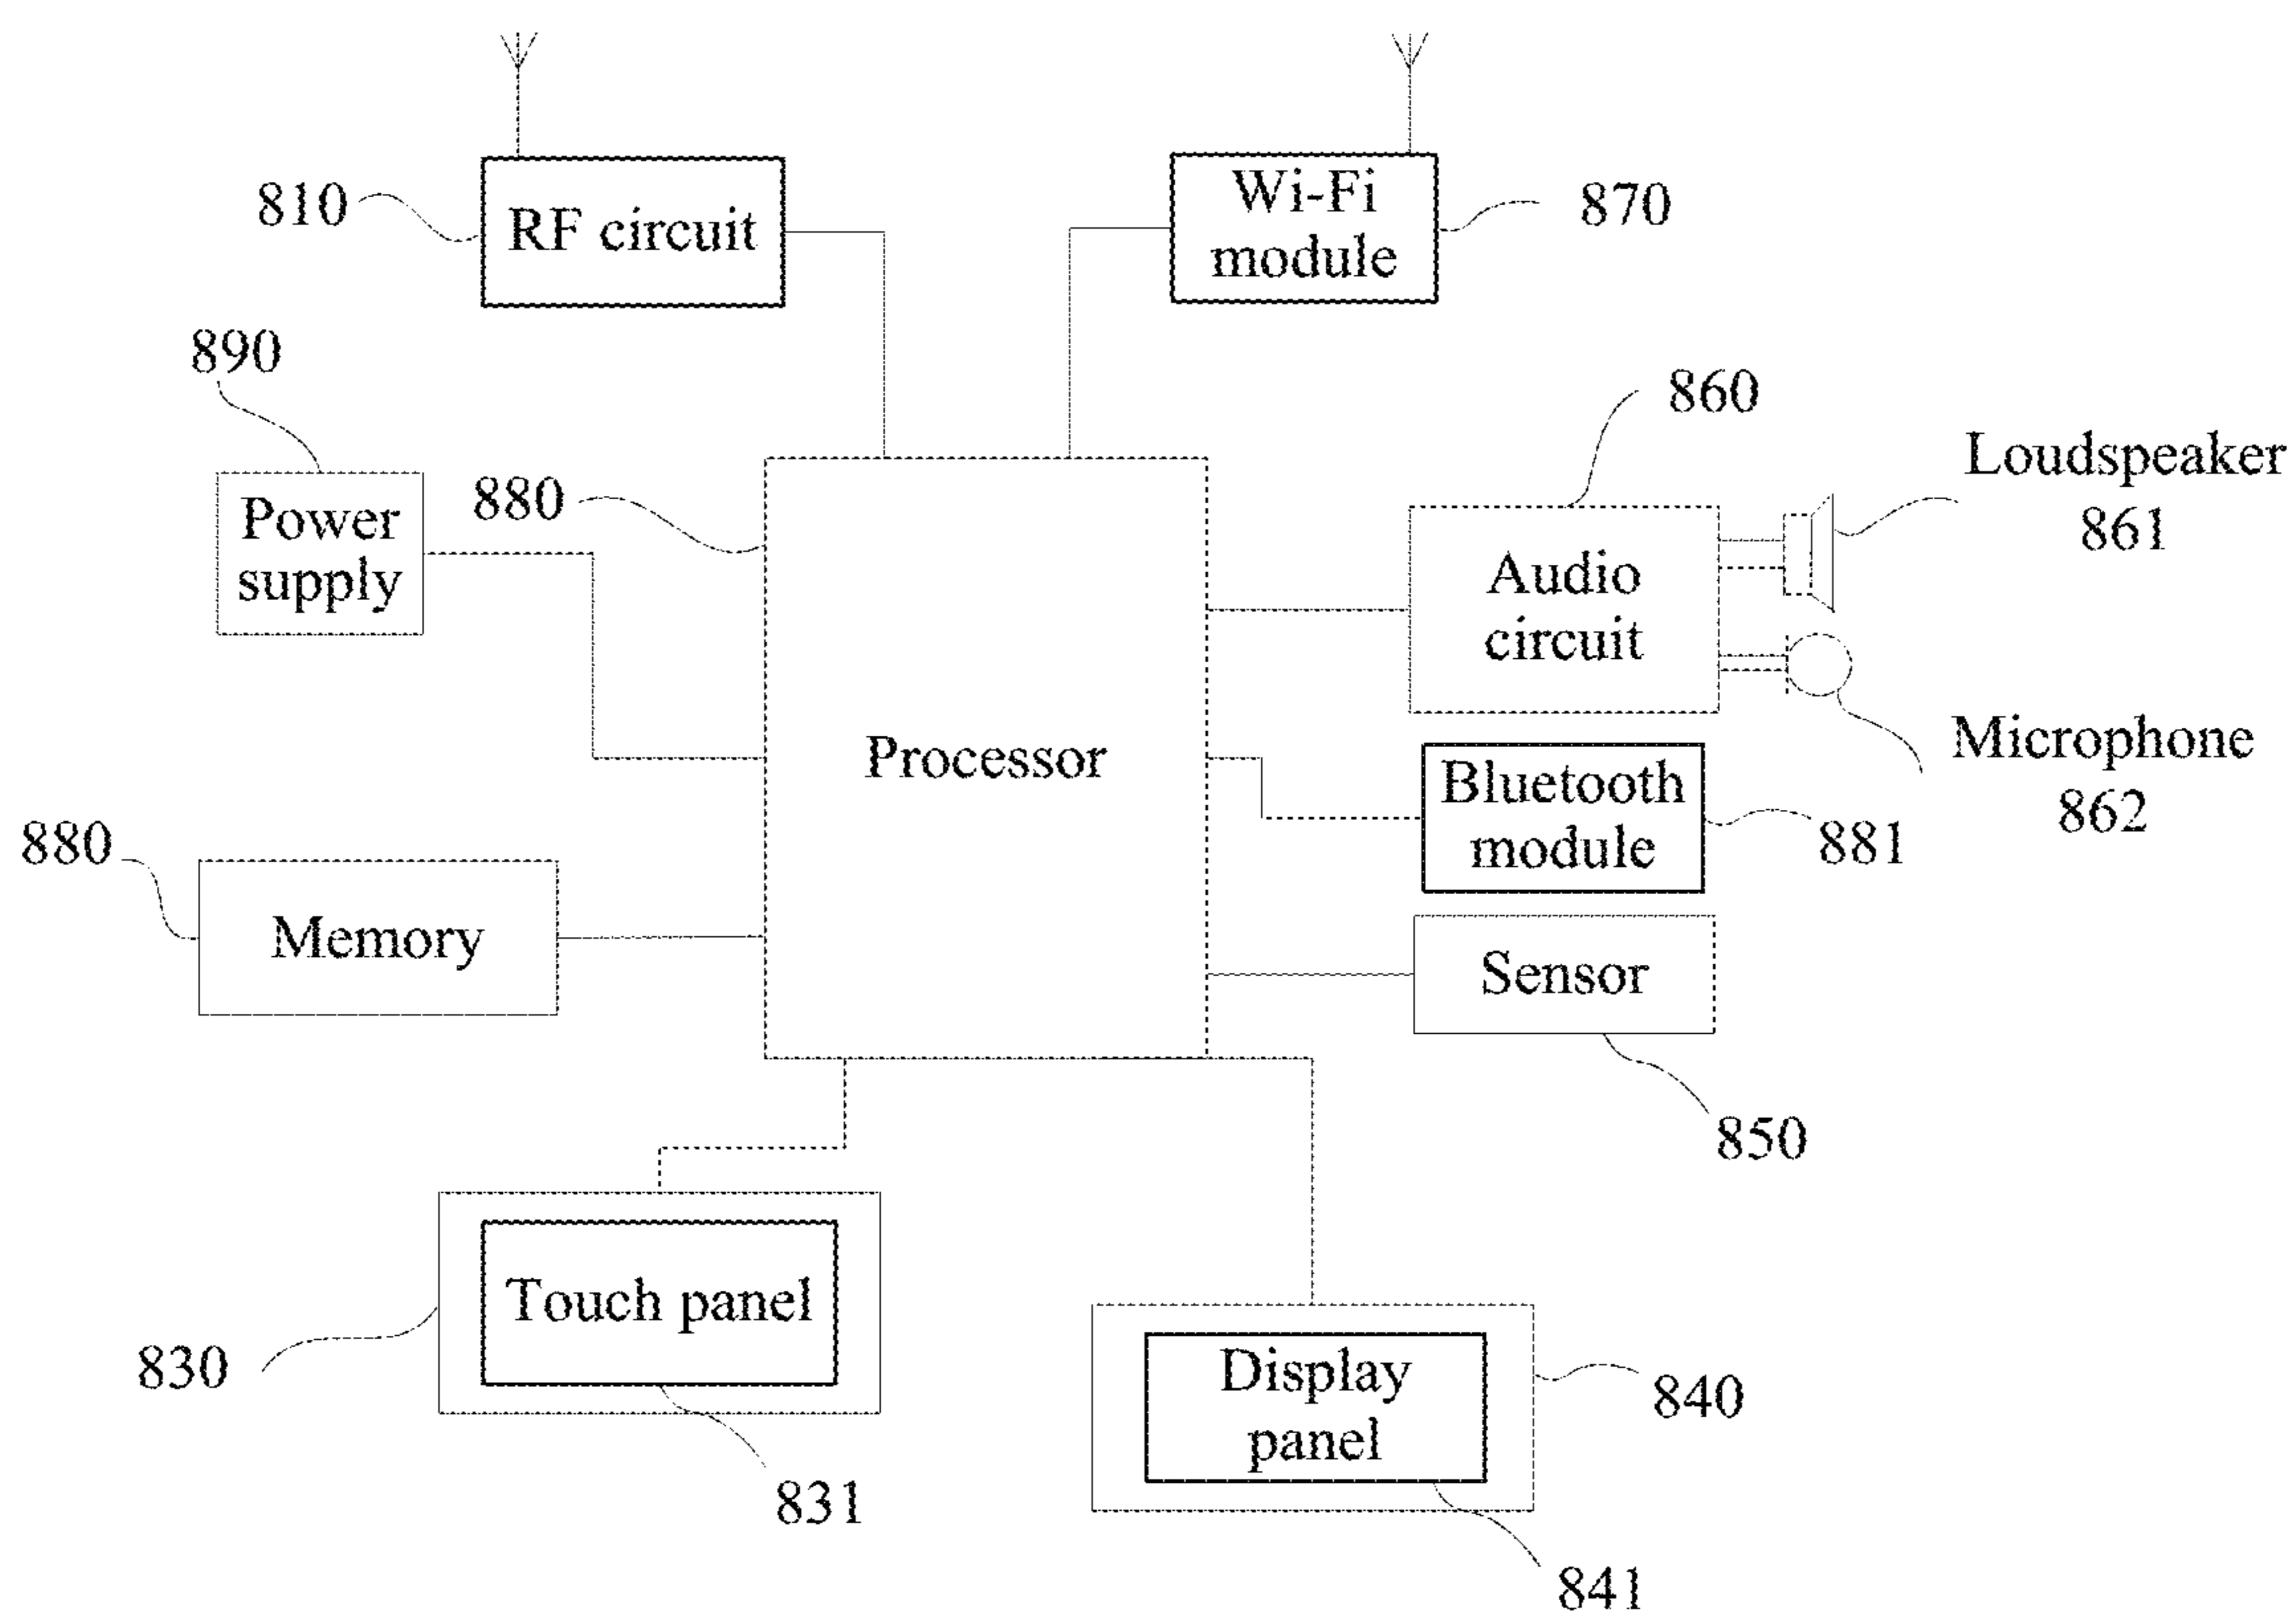 810
RF circuit
Wi-Fi
module
870
890
Power
supply
880
860
Loudspeaker
861
Audio
circuit
Processor
Microphone
862
Bluetooth
module
881
880
Memory
Sensor
850
Touch panel
830
831
Display
panel
840
841